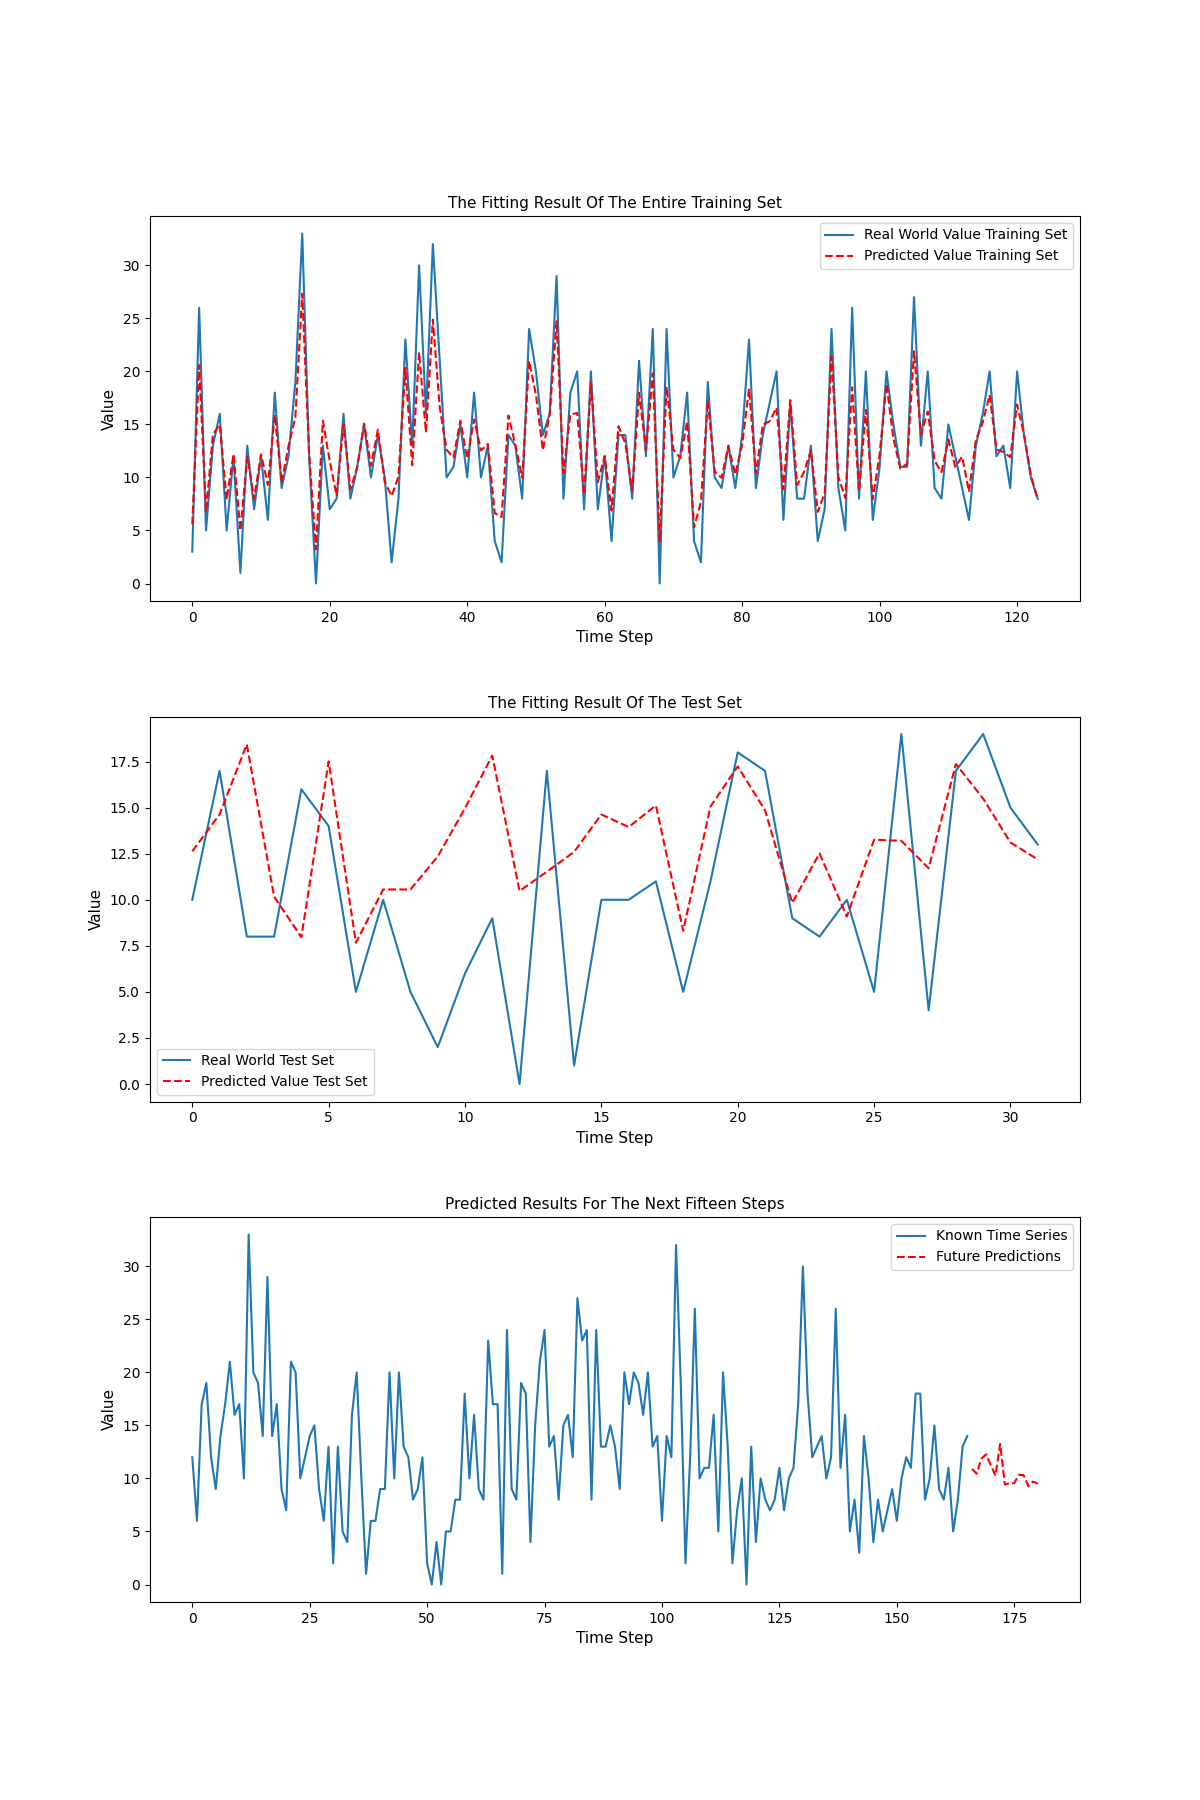 The Fitting Result Of The Entire Training Set
Real World Value Training Set
Predicted Value Training Set
30
25
20
15
10
5
0
Value
0 20 40 60 80 100 120
Time Step
The Fitting Result Of The Test Set
17.5
15.0
12.5
10.0
7.5
5.0
2.5
0.0
Value
Real World Test Set
Predicted Value Test Set
0 5 10 15 20 25 30
Time Step
Predicted Results For The Next Fifteen Steps
Known Time Series
Future Predictions
30
25
20
15
10
5
0
Value
0 25 50 75 100 125 150 175
Time Step